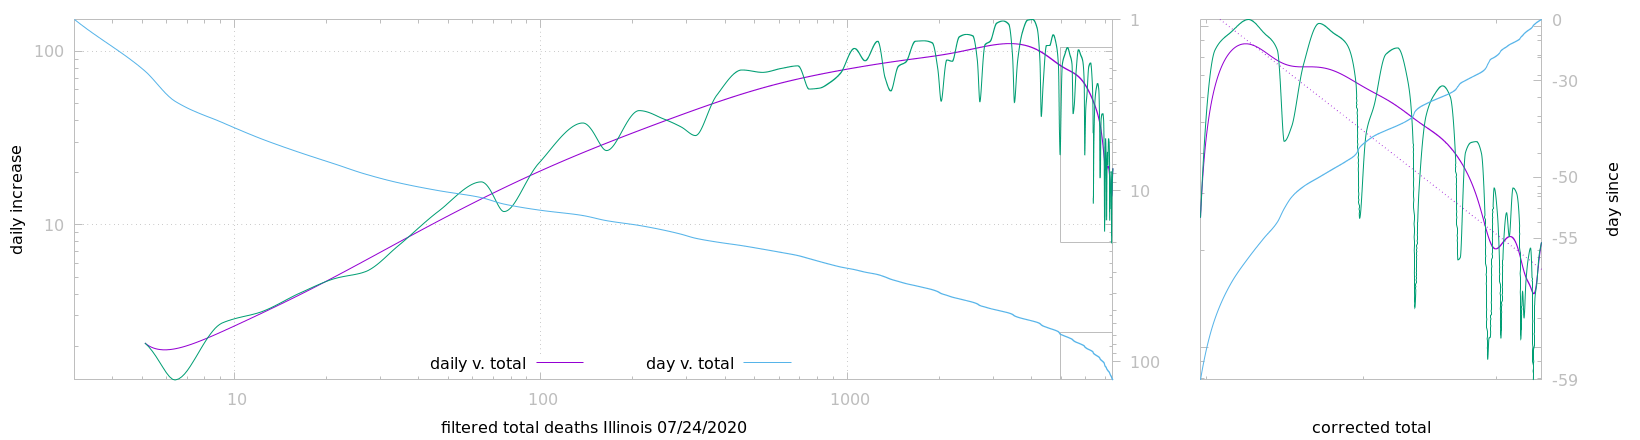 daily increase
100
10
daily v. total
day v. total
10
100
1000
filtered total deaths Illinois 07/24/2020
1
10
100
0
-30
-50
-55
-59
day since
corrected total